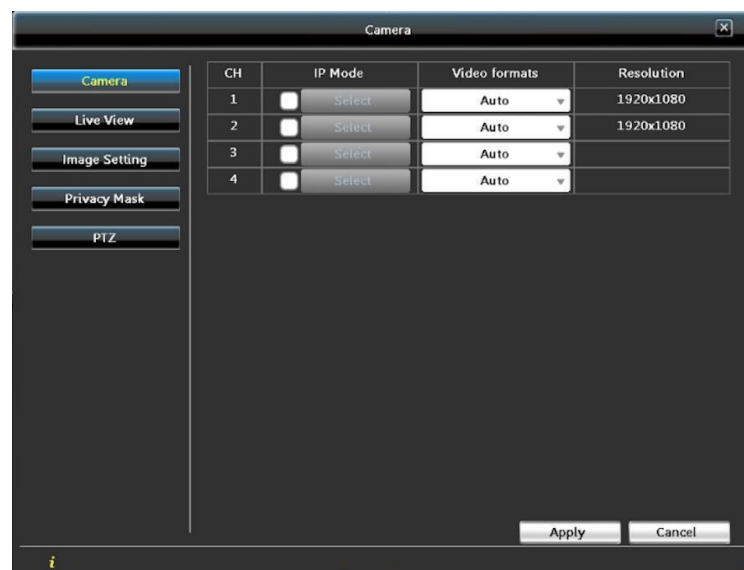 Camera
Camera
Live View
Image Setting
Privacy Mask
PTZ
CH IP Mode Video formats Resolution
1 Select Auto 1920x1080
2 Select Auto 1920x1080
3 Select Auto
4 Select Auto
Apply Cancel
i